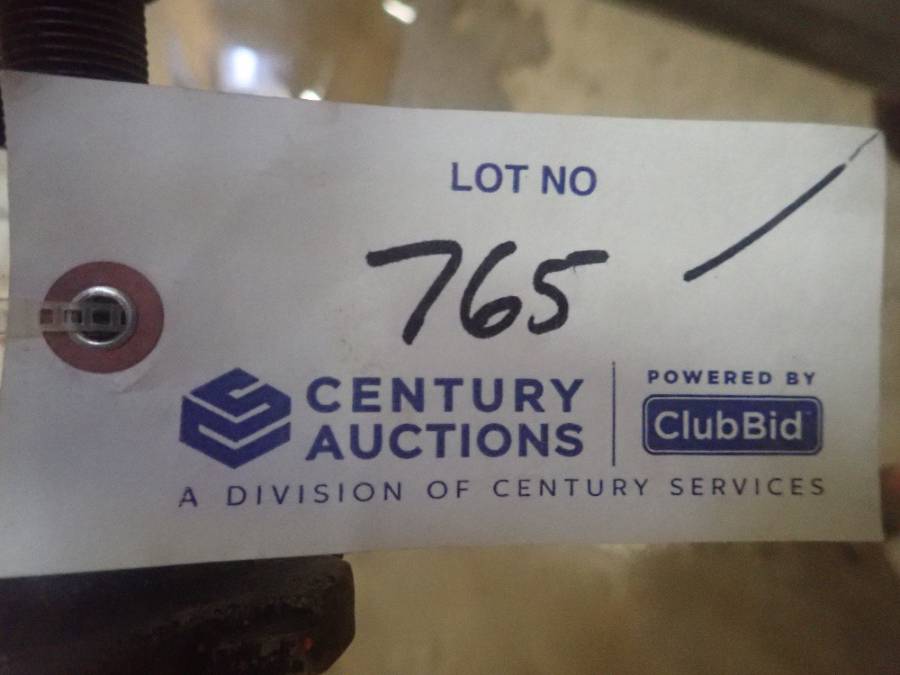 LOT NO
765
CENTURY AUCTIONS
POWERED BY
ClubBid
A DIVISION OF CENTURY SERVICES